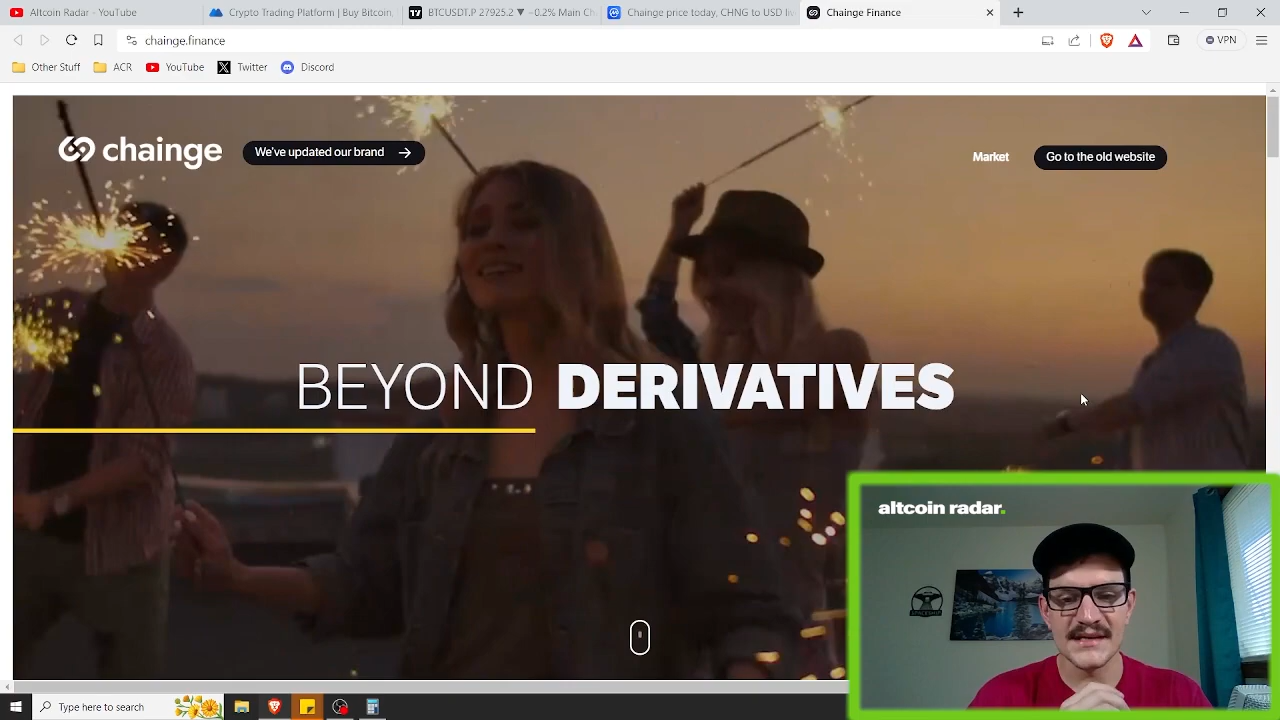 Altcoin Radar - YouTube
Crypto Trading Platform | Buy Bitcoin,
BTCUSDT.P 27925.2 ▼ −0.2% Main Ch
Chainge price today, CHNG to USD liv
Chainge Finance
chainge.finance
VPN
Other Stuff
ACR
YouTube
Twitter
Discord
chainge
We've updated our brand →
Market
Go to the old website
BEYOND DERIVATIVES
altcoin radar.
Type here to search